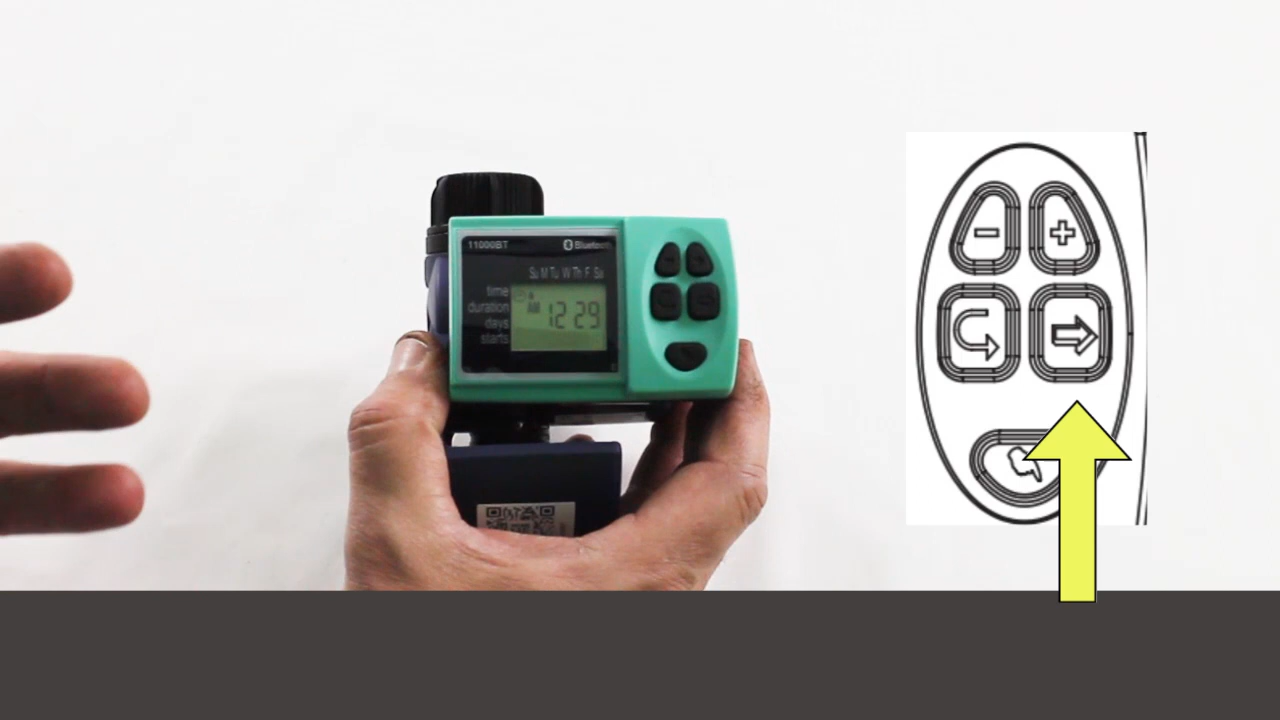 11000BT Bluetooth
Su M Tu W Th F Sa
time
duration
days
starts
AM 12 29
- +